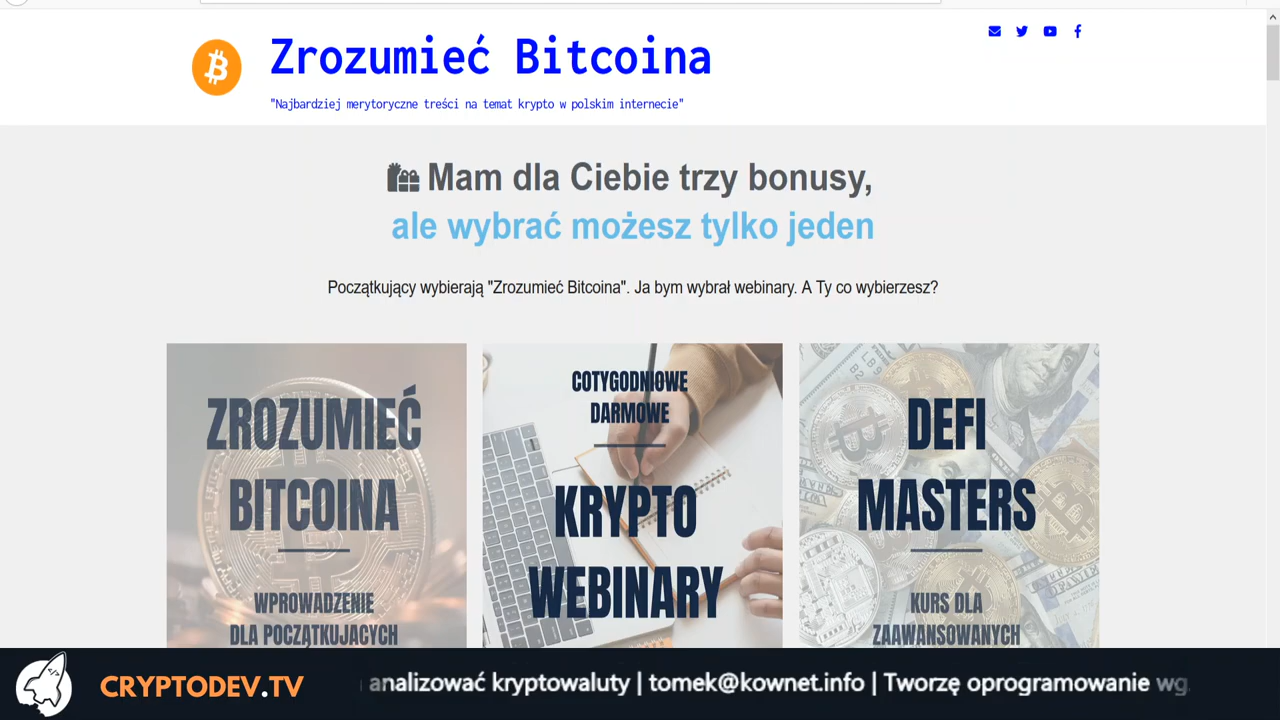 Zrozumieć Bitcoina
"Najbardziej merytoryczne treści na temat krypto w polskim internecie"
Mam dla Ciebie trzy bonusy,
ale wybrać możesz tylko jeden
Początkujący wybierają "Zrozumieć Bitcoina". Ja bym wybrał webinary. A Ty co wybierzesz?
ZROZUMIEĆ
BITCOINA
WPROWADZENIE
DLA POCZĄTKUJĄCYCH
COTYGODNIOWE
DARMOWE
KRYPTO
WEBINARY
DEFI
MASTERS
KURS DLA
ZAAWANSOWANYCH
CRYPTODEV.TV
analizować kryptowaluty | tomek@kownet.info | Tworzę oprogramowanie wg